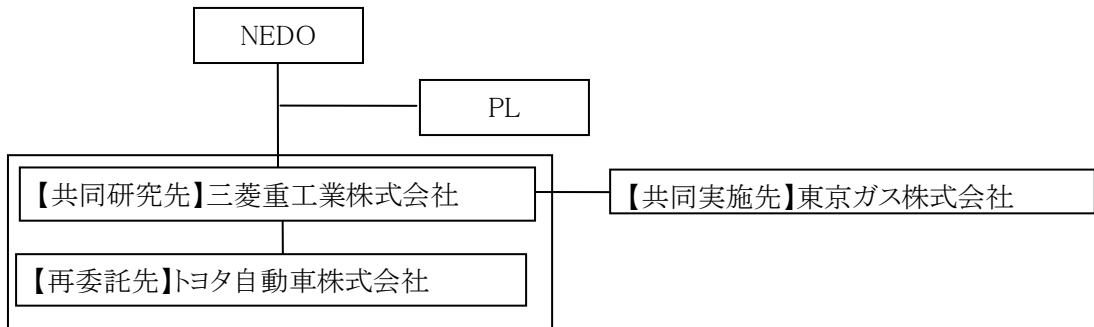 NEDO
PL
【共同研究先】三菱重工業株式会社
【共同実施先】東京ガス株式会社
【再委託先】トヨタ自動車株式会社